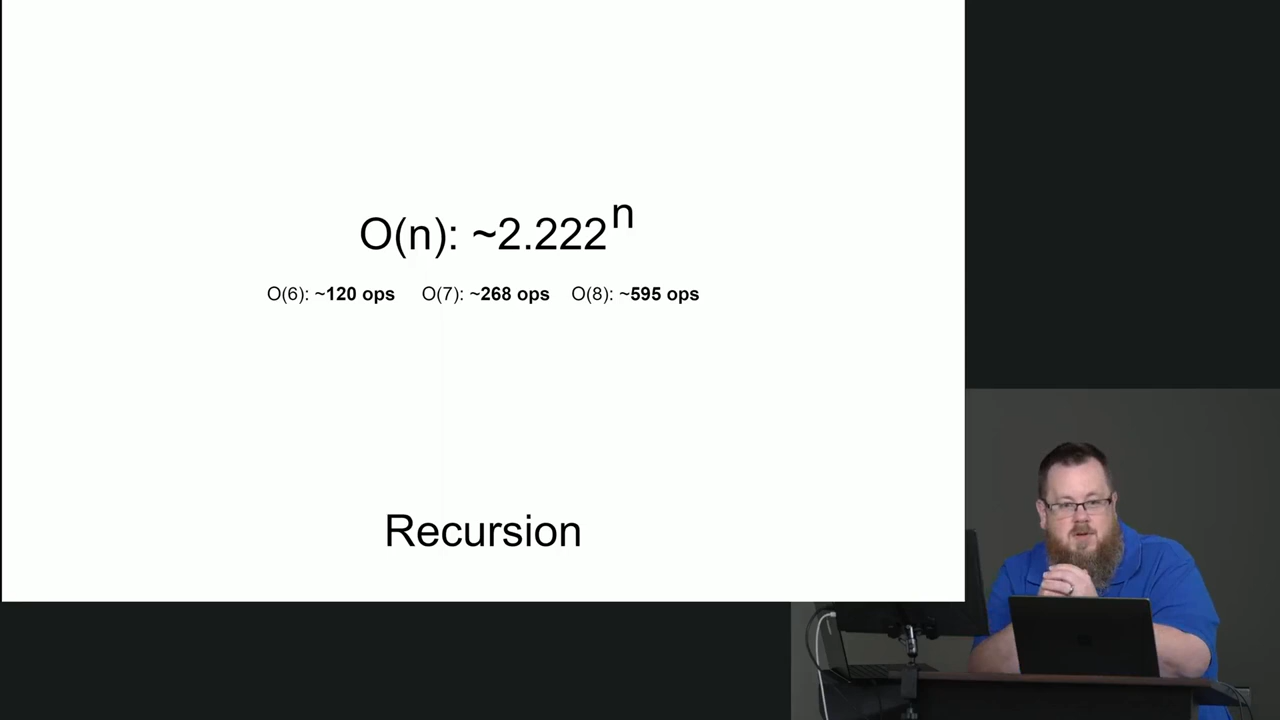 O(n): ~2.222ⁿ
O(6): ~120 ops O(7): ~268 ops O(8): ~595 ops
Recursion